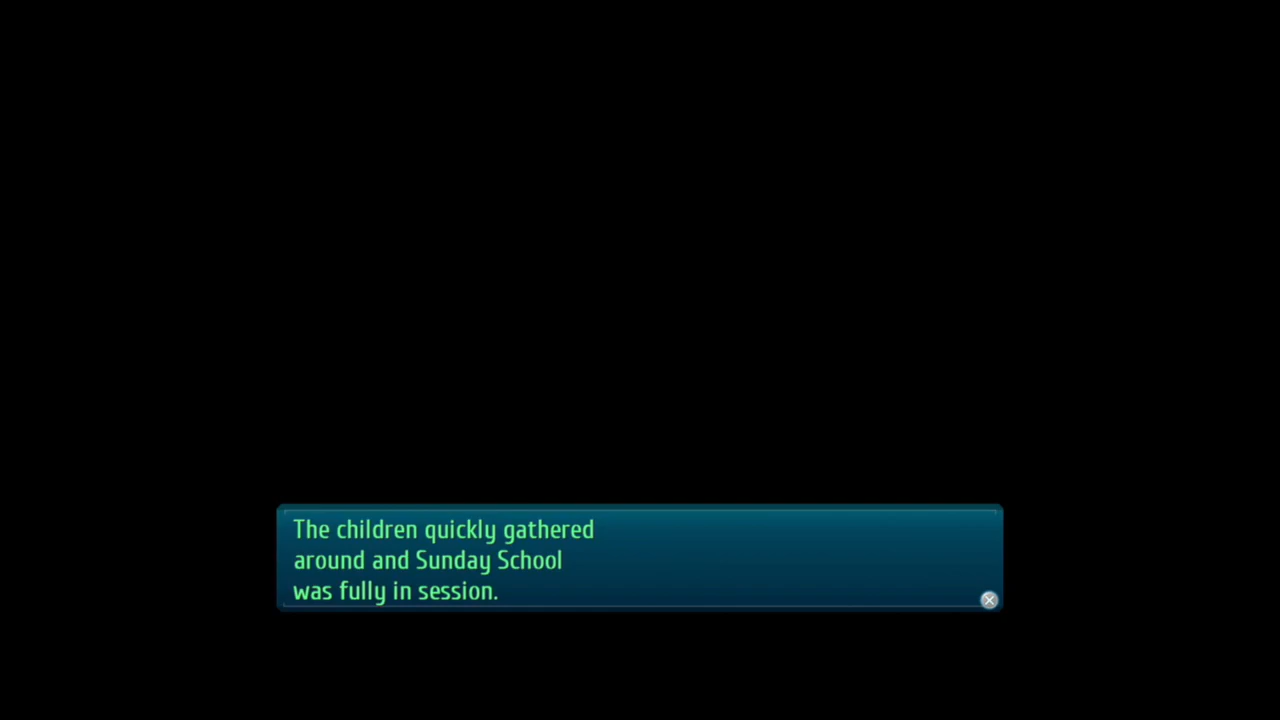 The children quickly gathered
around and Sunday School
was fully in session.